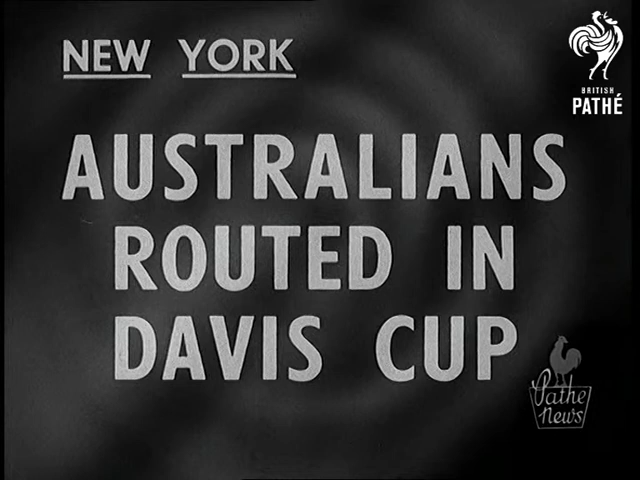 NEW YORK
BRITISH
PATHÉ
AUSTRALIANS
ROUTED IN
DAVIS CUP
Pathe
News